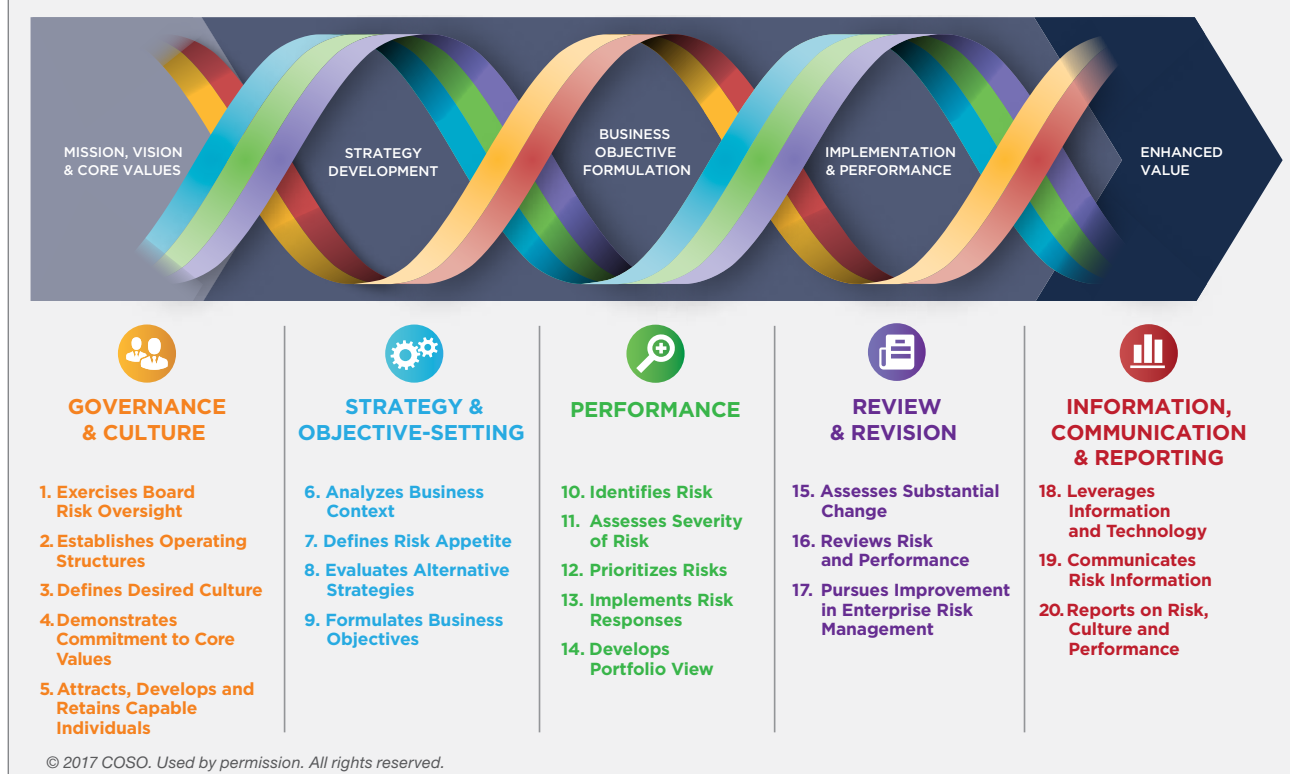 MISSION, VISION
& CORE VALUES
STRATEGY
DEVELOPMENT
BUSINESS
OBJECTIVE
FORMULATION
IMPLEMENTATION
& PERFORMANCE
ENHANCED
VALUE
GOVERNANCE
& CULTURE
1. Exercises Board
Risk Oversight
2. Establishes Operating
Structures
3. Defines Desired Culture
4. Demonstrates
Commitment to Core
Values
5. Attracts, Develops and
Retains Capable
Individuals
STRATEGY &
OBJECTIVE-SETTING
6. Analyzes Business
Context
7. Defines Risk Appetite
8. Evaluates Alternative
Strategies
9. Formulates Business
Objectives
PERFORMANCE
10. Identifies Risk
11. Assesses Severity
of Risk
12. Prioritizes Risks
13. Implements Risk
Responses
14. Develops
Portfolio View
REVIEW
& REVISION
15. Assesses Substantial
Change
16. Reviews Risk
and Performance
17. Pursues Improvement
in Enterprise Risk
Management
INFORMATION,
COMMUNICATION
& REPORTING
18. Leverages
Information
and Technology
19. Communicates
Risk Information
20. Reports on Risk,
Culture and
Performance
© 2017 COSO. Used by permission. All rights reserved.